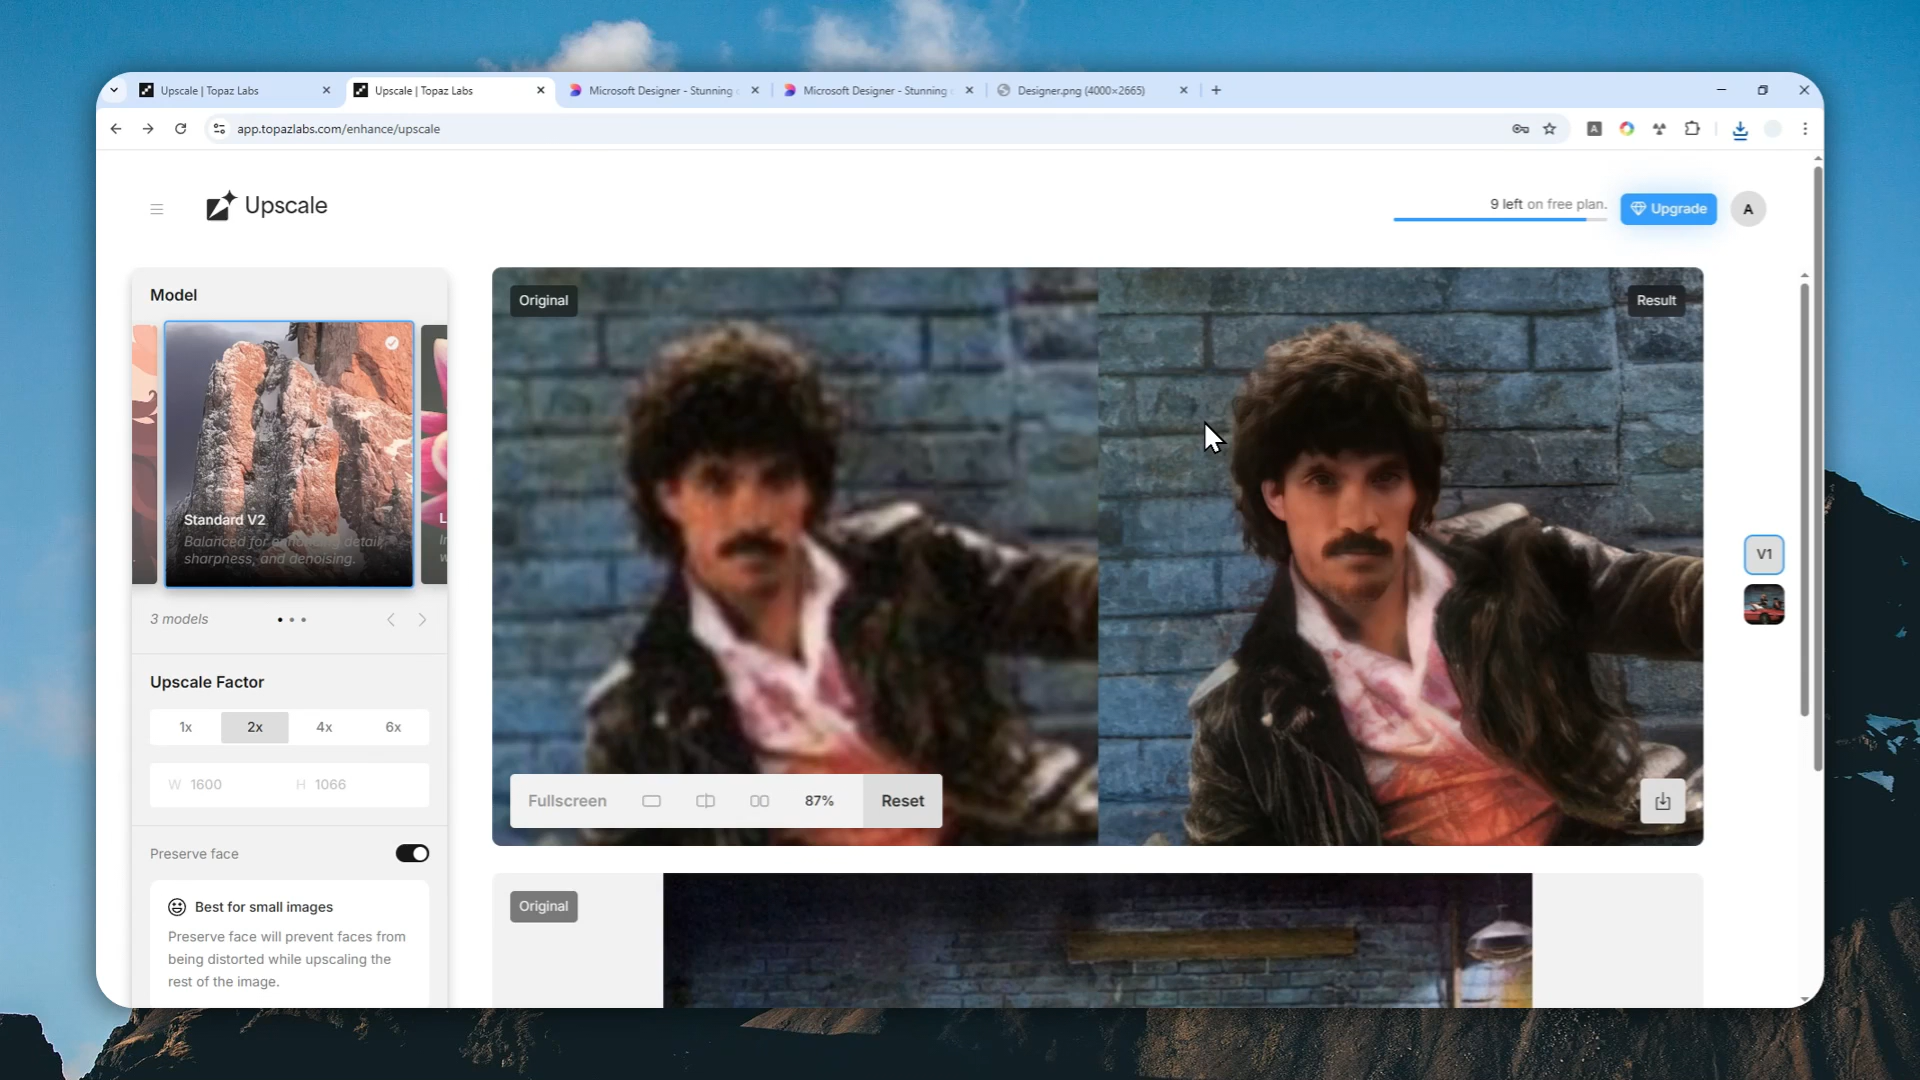 Upscale | Topaz Labs
Upscale | Topaz Labs
Microsoft Designer - Stunning
Microsoft Designer - Stunning
Designer.png (4000×2665)
app.topazlabs.com/enhance/upscale
A
Upscale
9 left on free plan.
Upgrade
A
Model
Original
Result
Standard V2
Balanced for enhancing detail,
sharpness, and denoising.
L
3 models
V1
Upscale Factor
1x 2x 4x 6x
W 1600 H 1066
Fullscreen
87%
Reset
Preserve face
Best for small images
Preserve face will prevent faces from
being distorted while upscaling the
rest of the image.
Original